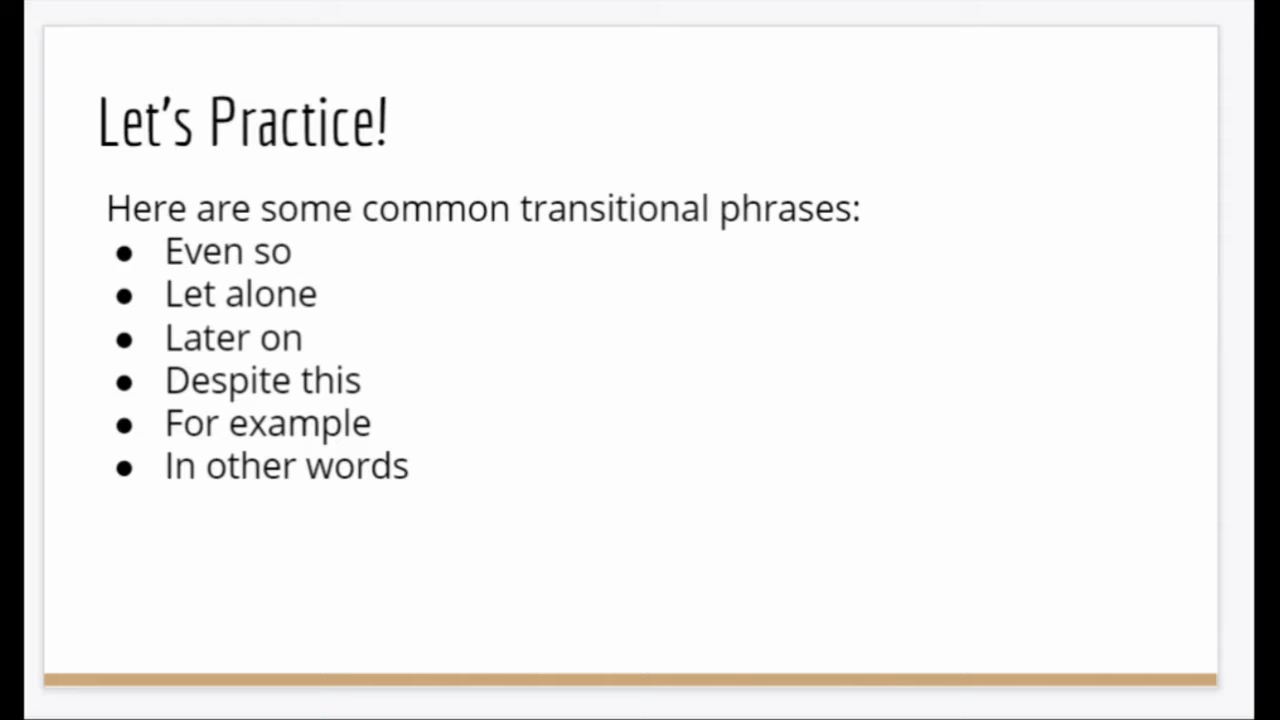 Let's Practice!
Here are some common transitional phrases:
● Even so
● Let alone
● Later on
● Despite this
● For example
● In other words